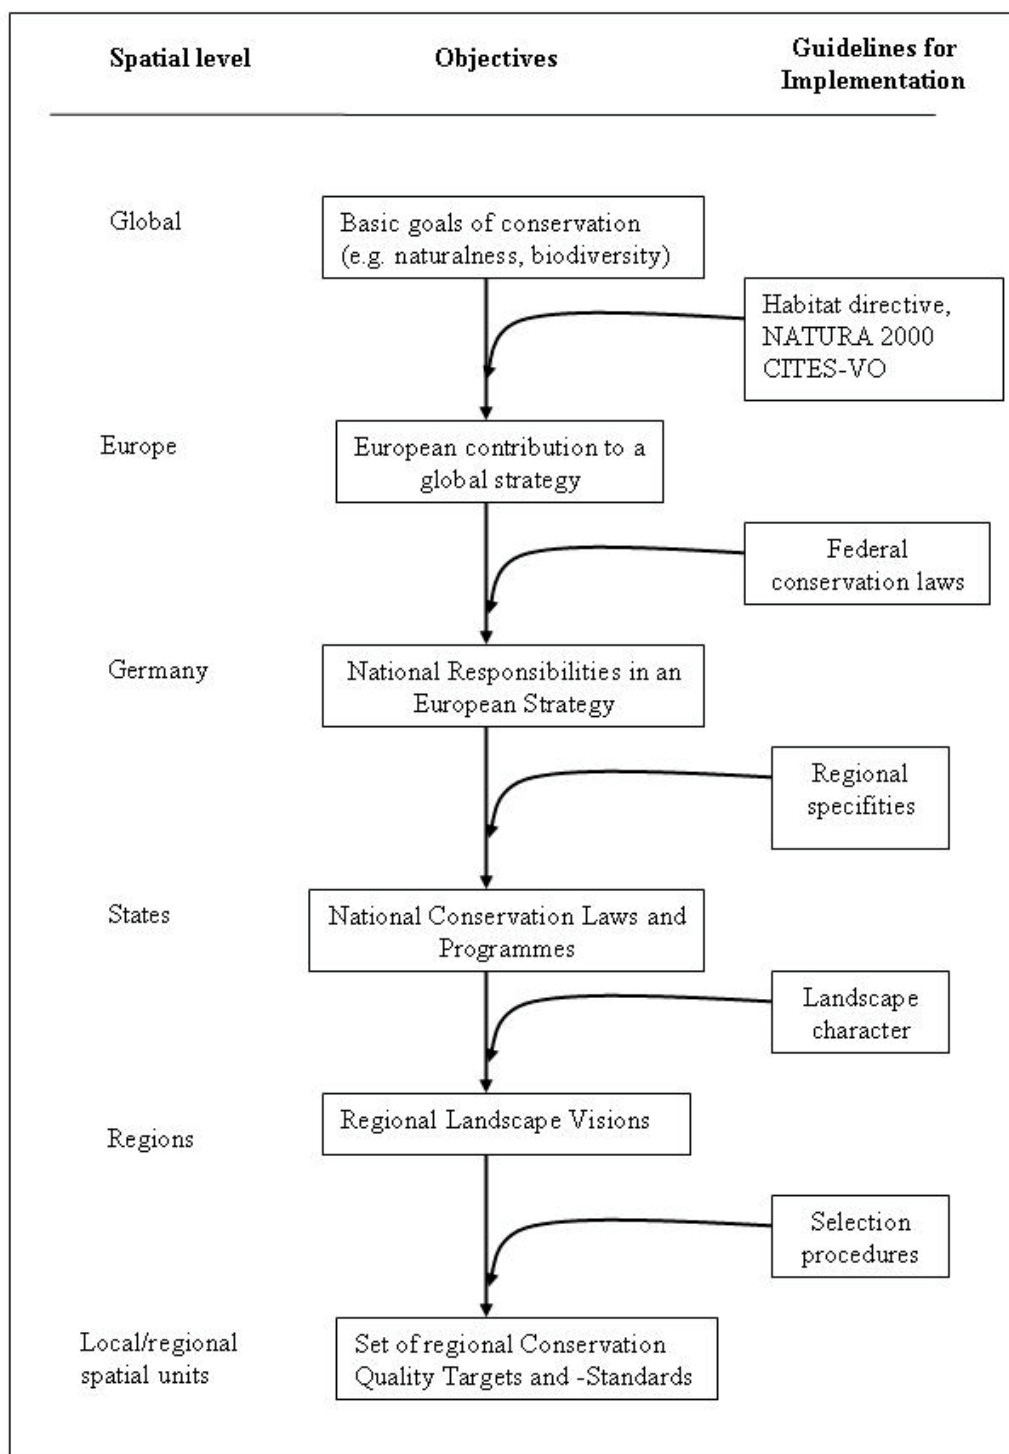 Spatial level
Objectives
Guidelines for
Implementation
Global
Basic goals of conservation
(e.g. naturalness, biodiversity)
Habitat directive,
NATURA 2000
CITES-VO
Europe
European contribution to a
global strategy
Federal
conservation laws
Germany
National Responsibilities in an
European Strategy
Regional
specifities
States
National Conservation Laws and
Programmes
Landscape
character
Regions
Regional Landscape Visions
Selection
procedures
Local/regional
spatial units
Set of regional Conservation
Quality Targets and -Standards